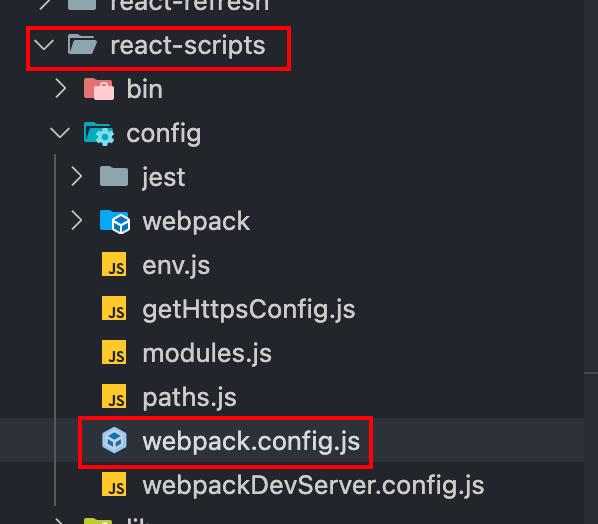 react-refresh
react-scripts
bin
config
jest
webpack
JS env.js
JS getHttpsConfig.js
JS modules.js
JS paths.js
webpack.config.js
JS webpackDevServer.config.js
lib